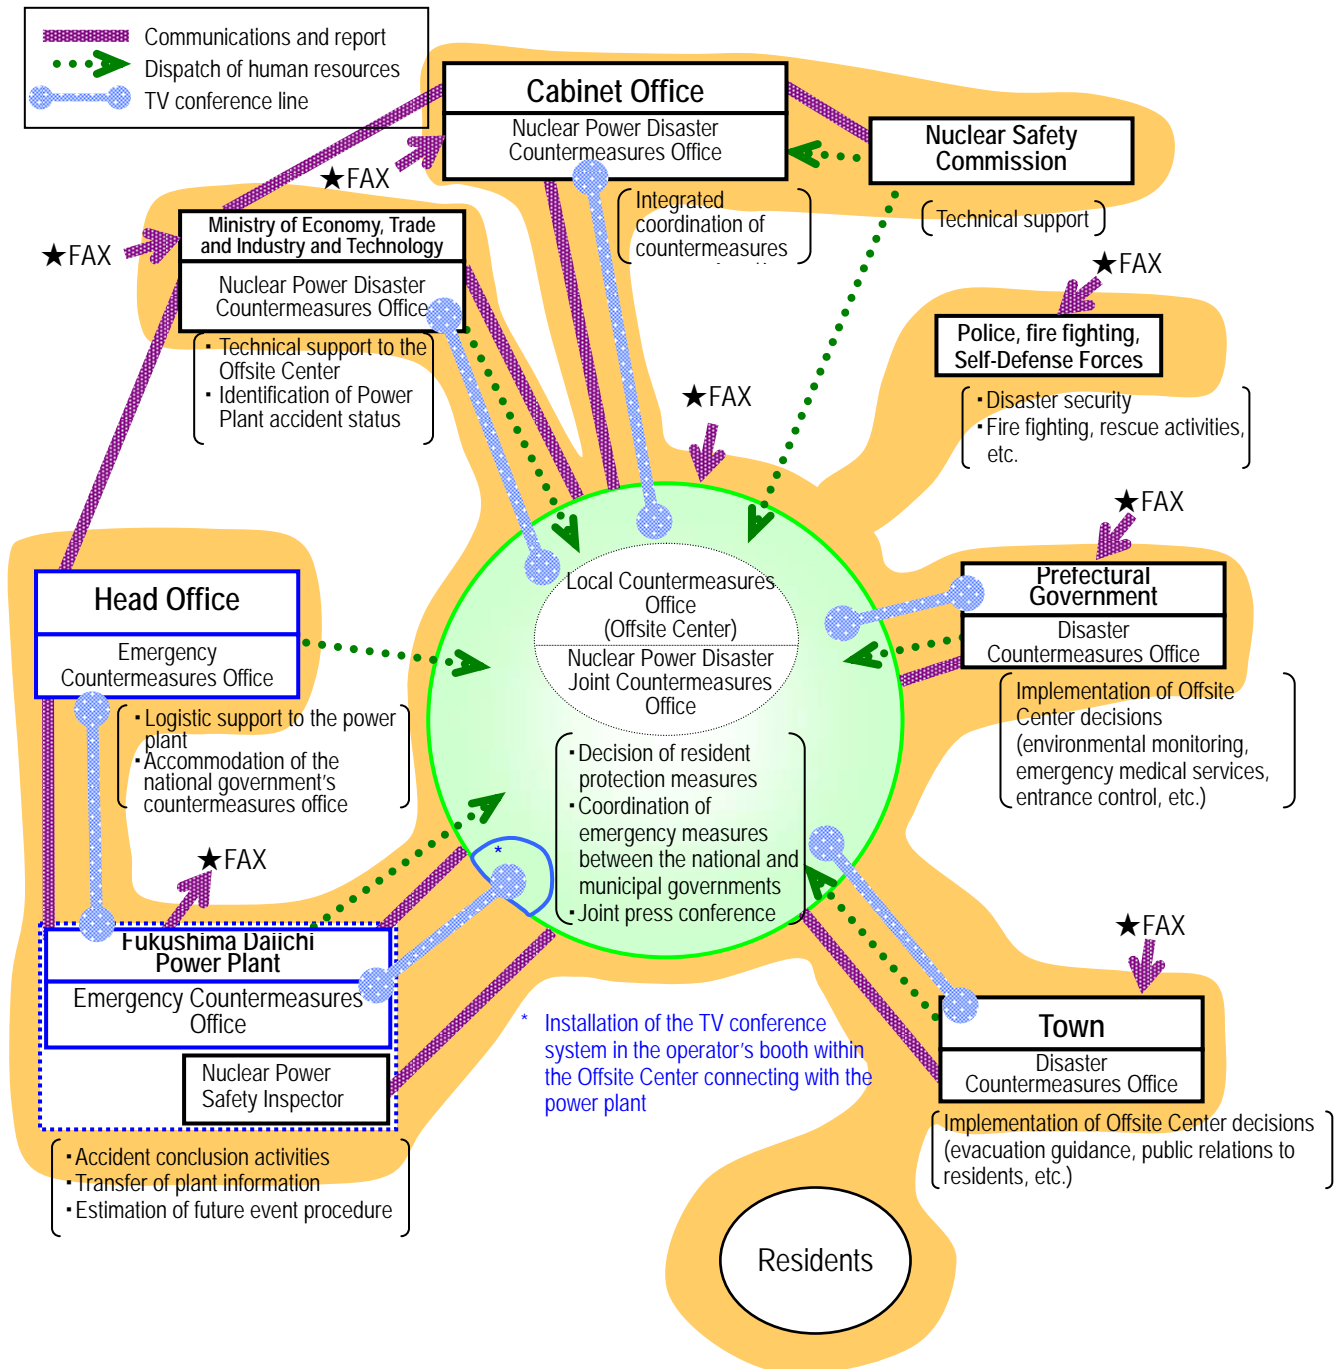 Communications and report
Dispatch of human resources
TV conference line
Cabinet Office
Nuclear Power Disaster
Countermeasures Office
Nuclear Safety
Commission
★FAX
Integrated
coordination of
countermeasures
Technical support
Ministry of Economy, Trade
and Industry and Technology
★FAX
Nuclear Power Disaster
Countermeasures Office
★FAX
Police, fire fighting,
Self-Defense Forces
・Technical support to the
Offsite Center
・Identification of Power
Plant accident status
★FAX
・Disaster security
・Fire fighting, rescue activities,
etc.
★FAX
Head Office
Emergency
Countermeasures Office
Local Countermeasures
Office
(Offsite Center)
Nuclear Power Disaster
Joint Countermeasures
Office
Prefectural
Government
Disaster
Countermeasures Office
・Logistic support to the power
plant
・Accommodation of the
national government's
countermeasures office
Implementation of Offsite
Center decisions
(environmental monitoring,
emergency medical services,
entrance control, etc.)
・Decision of resident
protection measures
・Coordination of
emergency measures
between the national and
municipal governments
・Joint press conference
★FAX
*
Fukushima Daiichi
Power Plant
Emergency Countermeasures
Office
Nuclear Power
Safety Inspector
★FAX
Town
Disaster
Countermeasures Office
* Installation of the TV conference
system in the operator's booth within
the Offsite Center connecting with the
power plant
Implementation of Offsite Center decisions
(evacuation guidance, public relations to
residents, etc.)
・Accident conclusion activities
・Transfer of plant information
・Estimation of future event procedure
Residents